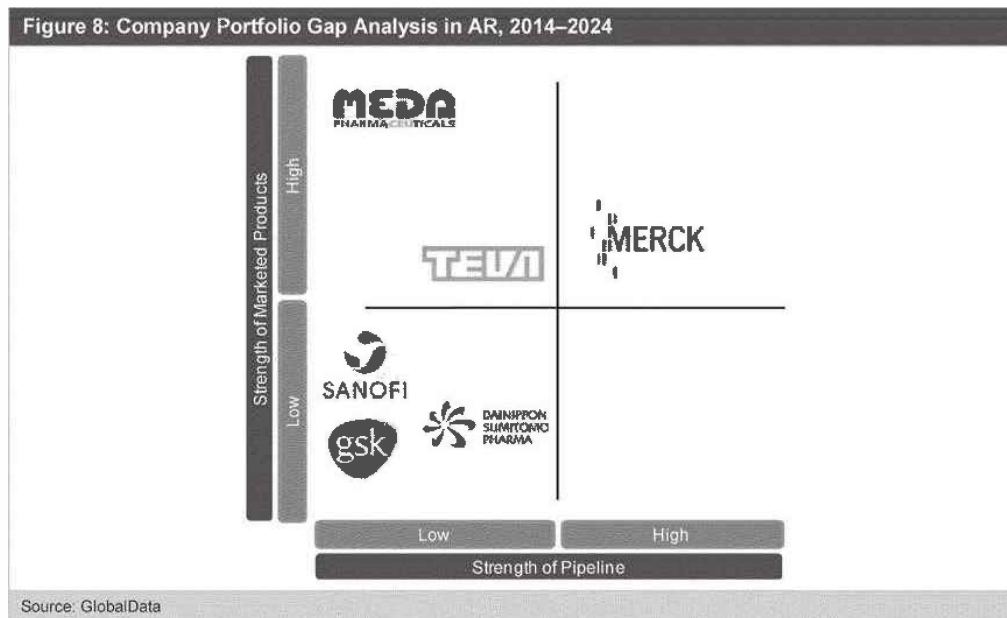 Figure 8: Company Portfolio Gap Analysis in AR, 2014–2024
Strength of Marketed Products
High
Low
MEDA
PHARMACEUTICALS
TEVA
MERCK
SANOFI
gsk
DAINIPPON
SUMITOMO
PHARMA
Low
High
Strength of Pipeline
Source: GlobalData